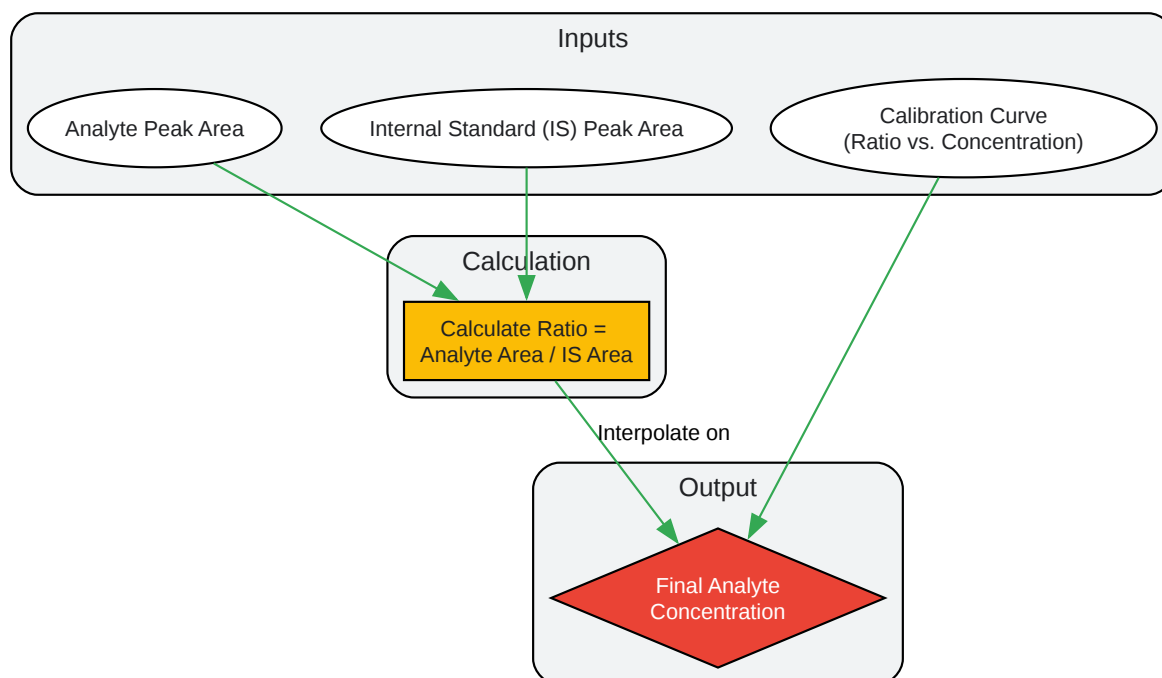 Inputs
Analyte Peak Area
Internal Standard (IS) Peak Area
Calibration Curve
(Ratio vs. Concentration)
Calculation
Calculate Ratio =
Analyte Area / IS Area
Interpolate on
Output
Final Analyte
Concentration